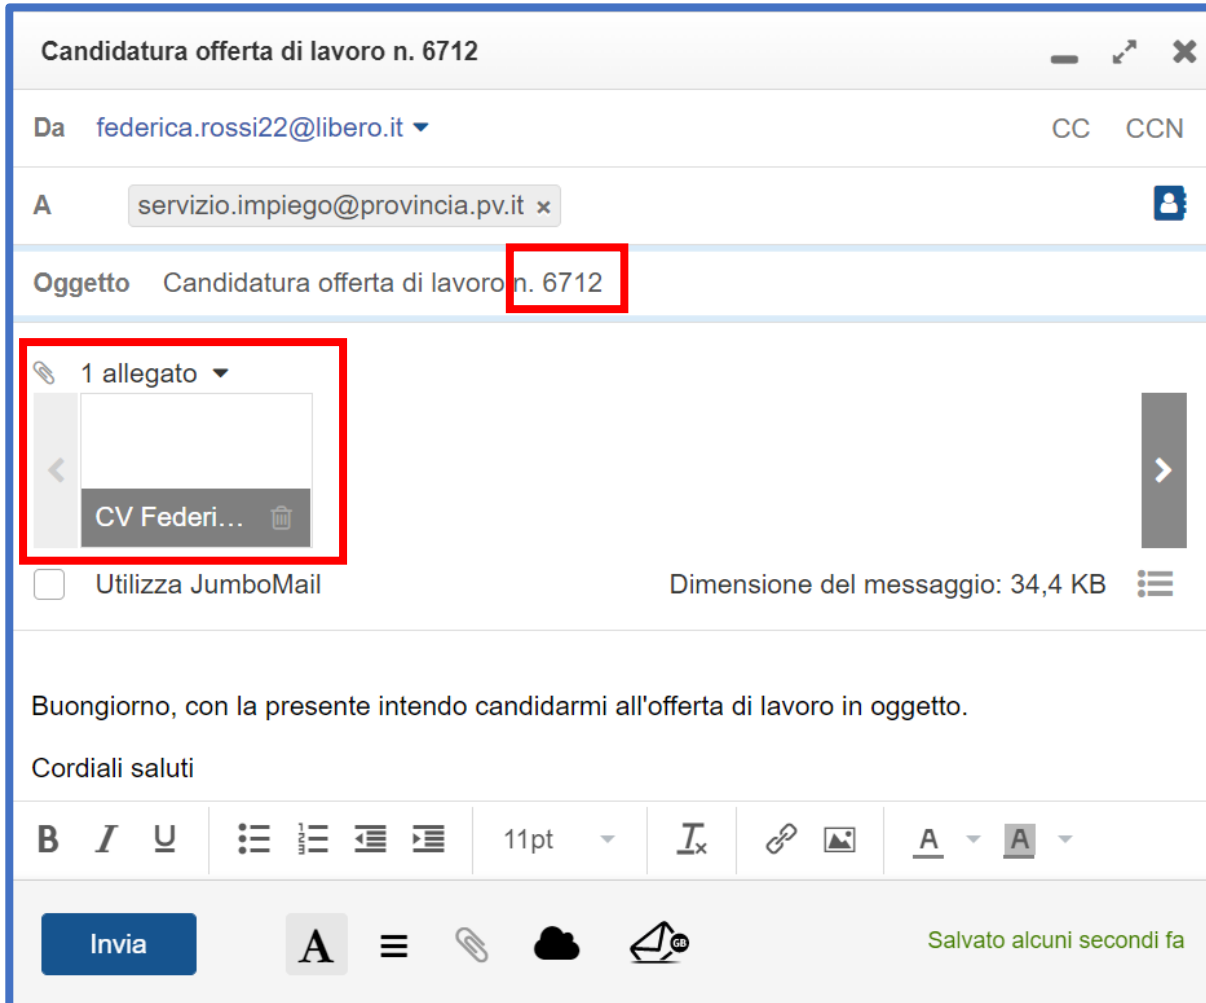 Candidatura offerta di lavoro n. 6712
Da federica.rossi22@libero.it CC CCN
A servizio.impiego@provincia.pv.it ×
Oggetto Candidatura offerta di lavoro n. 6712
1 allegato
CV Federi…
Utilizza JumboMail Dimensione del messaggio: 34,4 KB
Buongiorno, con la presente intendo candidarmi all'offerta di lavoro in oggetto.
Cordiali saluti
B I U 11pt A A
Invia A GB Salvato alcuni secondi fa